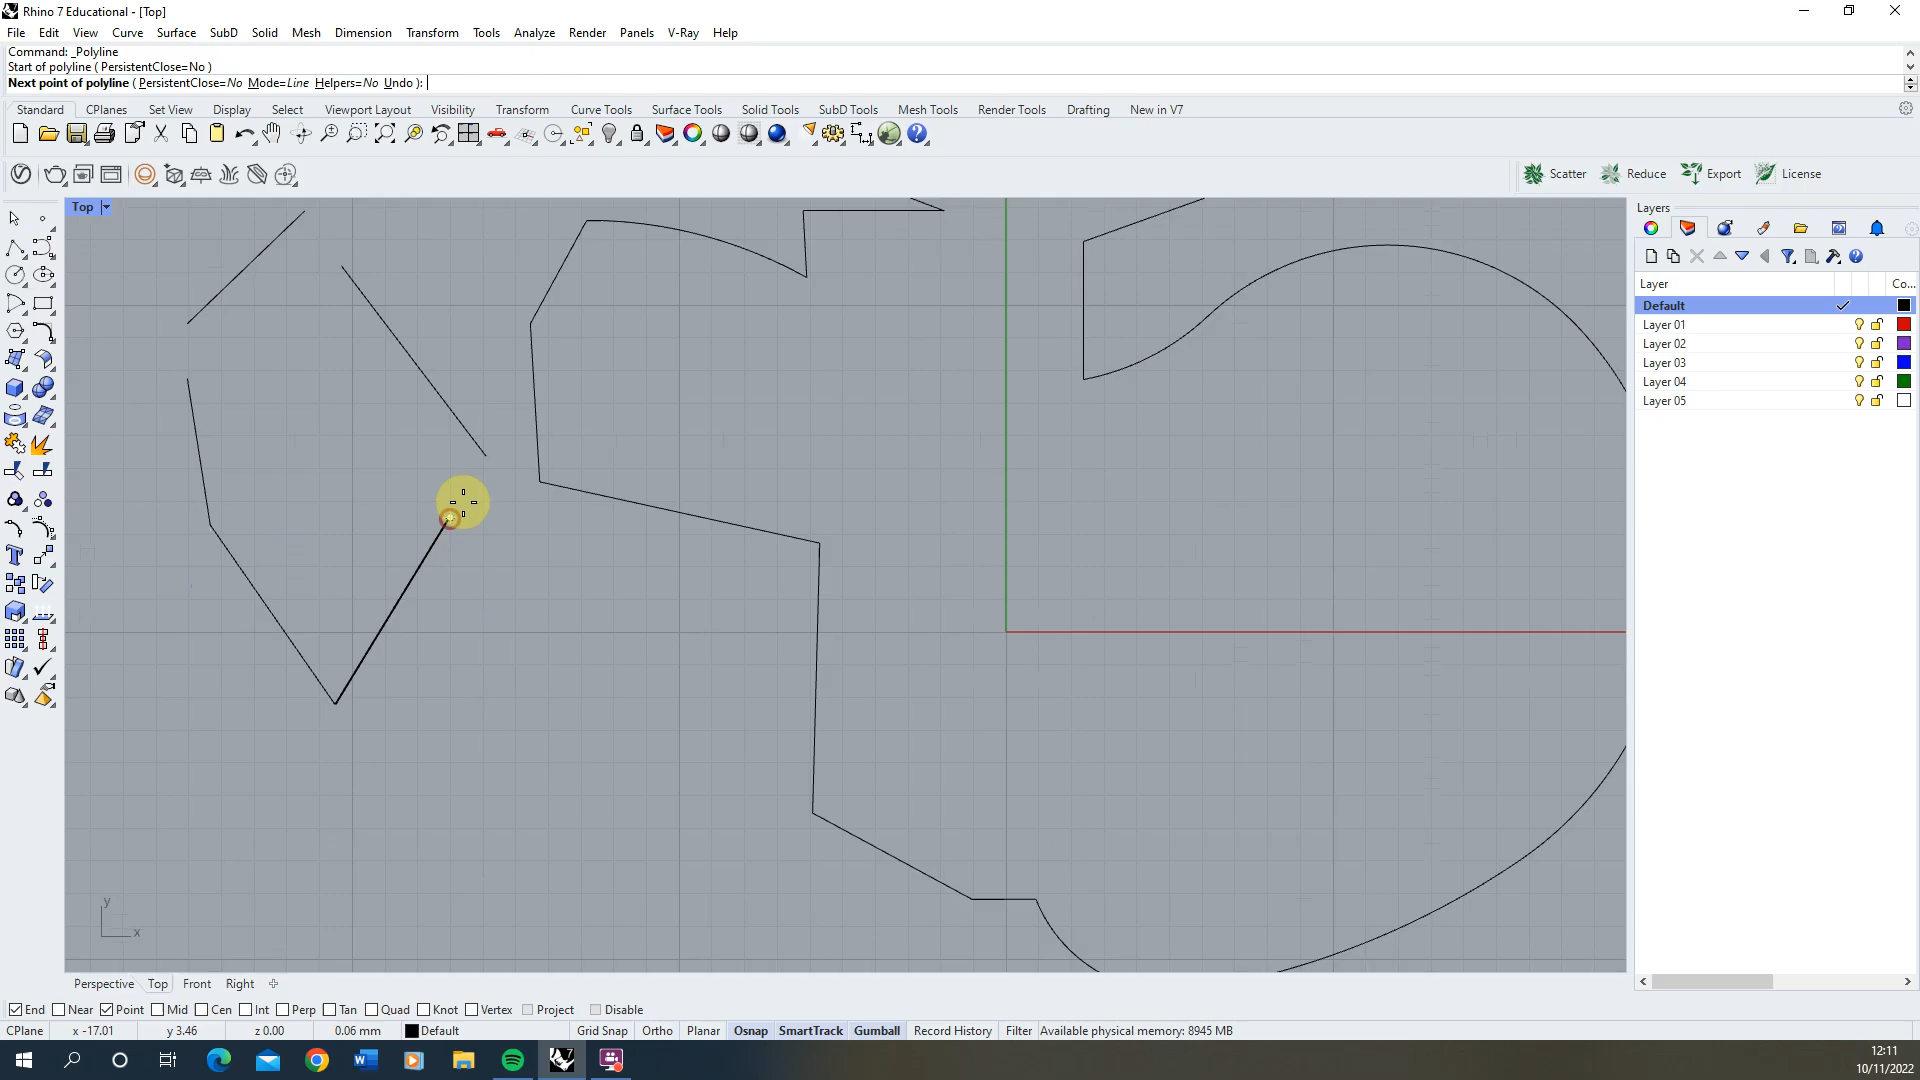 Rhino 7 Educational - [Top]
File Edit View Curve Surface SubD Solid Mesh Dimension Transform Tools Analyze Render Panels V-Ray Help
Command: _Polyline
Start of polyline ( PersistentClose=No )
Next point of polyline ( PersistentClose=No Mode=Line Helpers=No Undo ):
Standard CPlanes Set View Display Select Viewport Layout Visibility Transform Curve Tools Surface Tools Solid Tools SubD Tools Mesh Tools Render Tools Drafting New in V7
Scatter Reduce Export License
Top
Layers
Layer Co...
Default
Layer 01
Layer 02
Layer 03
Layer 04
Layer 05
y
x
Perspective Top Front Right
End Near Point Mid Cen Int Perp Tan Quad Knot Vertex Project Disable
CPlane x -17.01 y 3.46 z 0.00 0.06 mm Default Grid Snap Ortho Planar Osnap SmartTrack Gumball Record History Filter Available physical memory: 8945 MB
12:11
10/11/2022